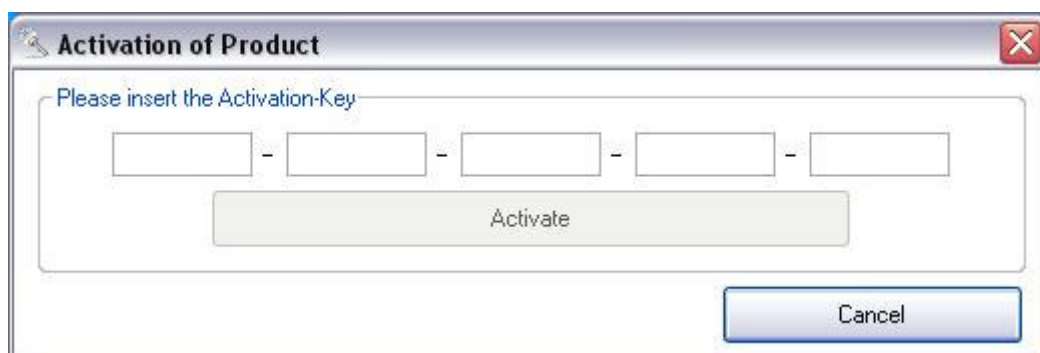 Activation of Product
Please insert the Activation-Key
- - - -
Activate
Cancel